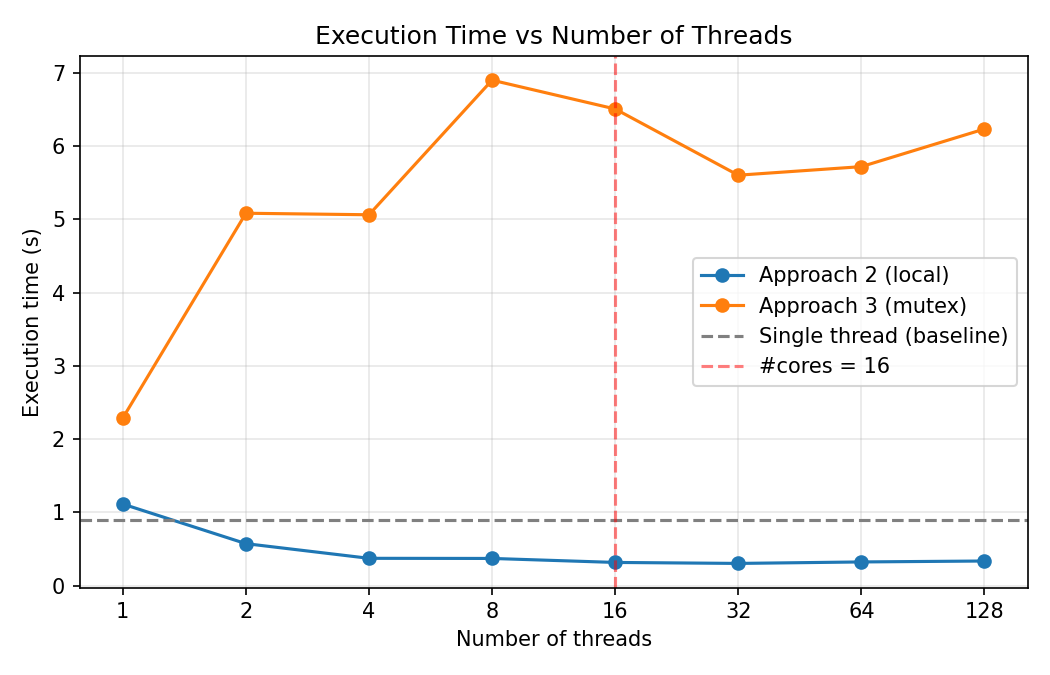 Execution Time vs Number of Threads
7
6
5
4
3
2
1
0
Execution time (s)
Approach 2 (local)
Approach 3 (mutex)
Single thread (baseline)
#cores = 16
1 2 4 8 16 32 64 128
Number of threads